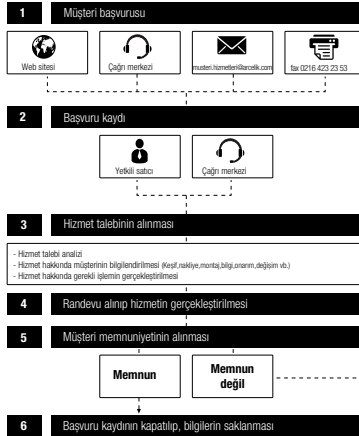 1 Müşteri başvurusu
Web sitesi
Çağrı merkezi
musteri.hizmetleri@arcelik.com
fax 0216 423 23 53
2 Başvuru kaydı
Yetkili satıcı
Çağrı merkezi
3 Hizmet talebinin alınması
- Hizmet talebi analizi
- Hizmet hakkında müşterinin bilgilendirilmesi (Keşif,nakliye,montaj,bilgi,onarım,değişim vb.)
- Hizmet hakkında gerekli işlemin gerçekleştirilmesi
4 Randevu alınıp hizmetin gerçekleştirilmesi
5 Müşteri memnuniyetinin alınması
Memnun
Memnun
değil
6 Başvuru kaydının kapatılıp, bilgilerin saklanması